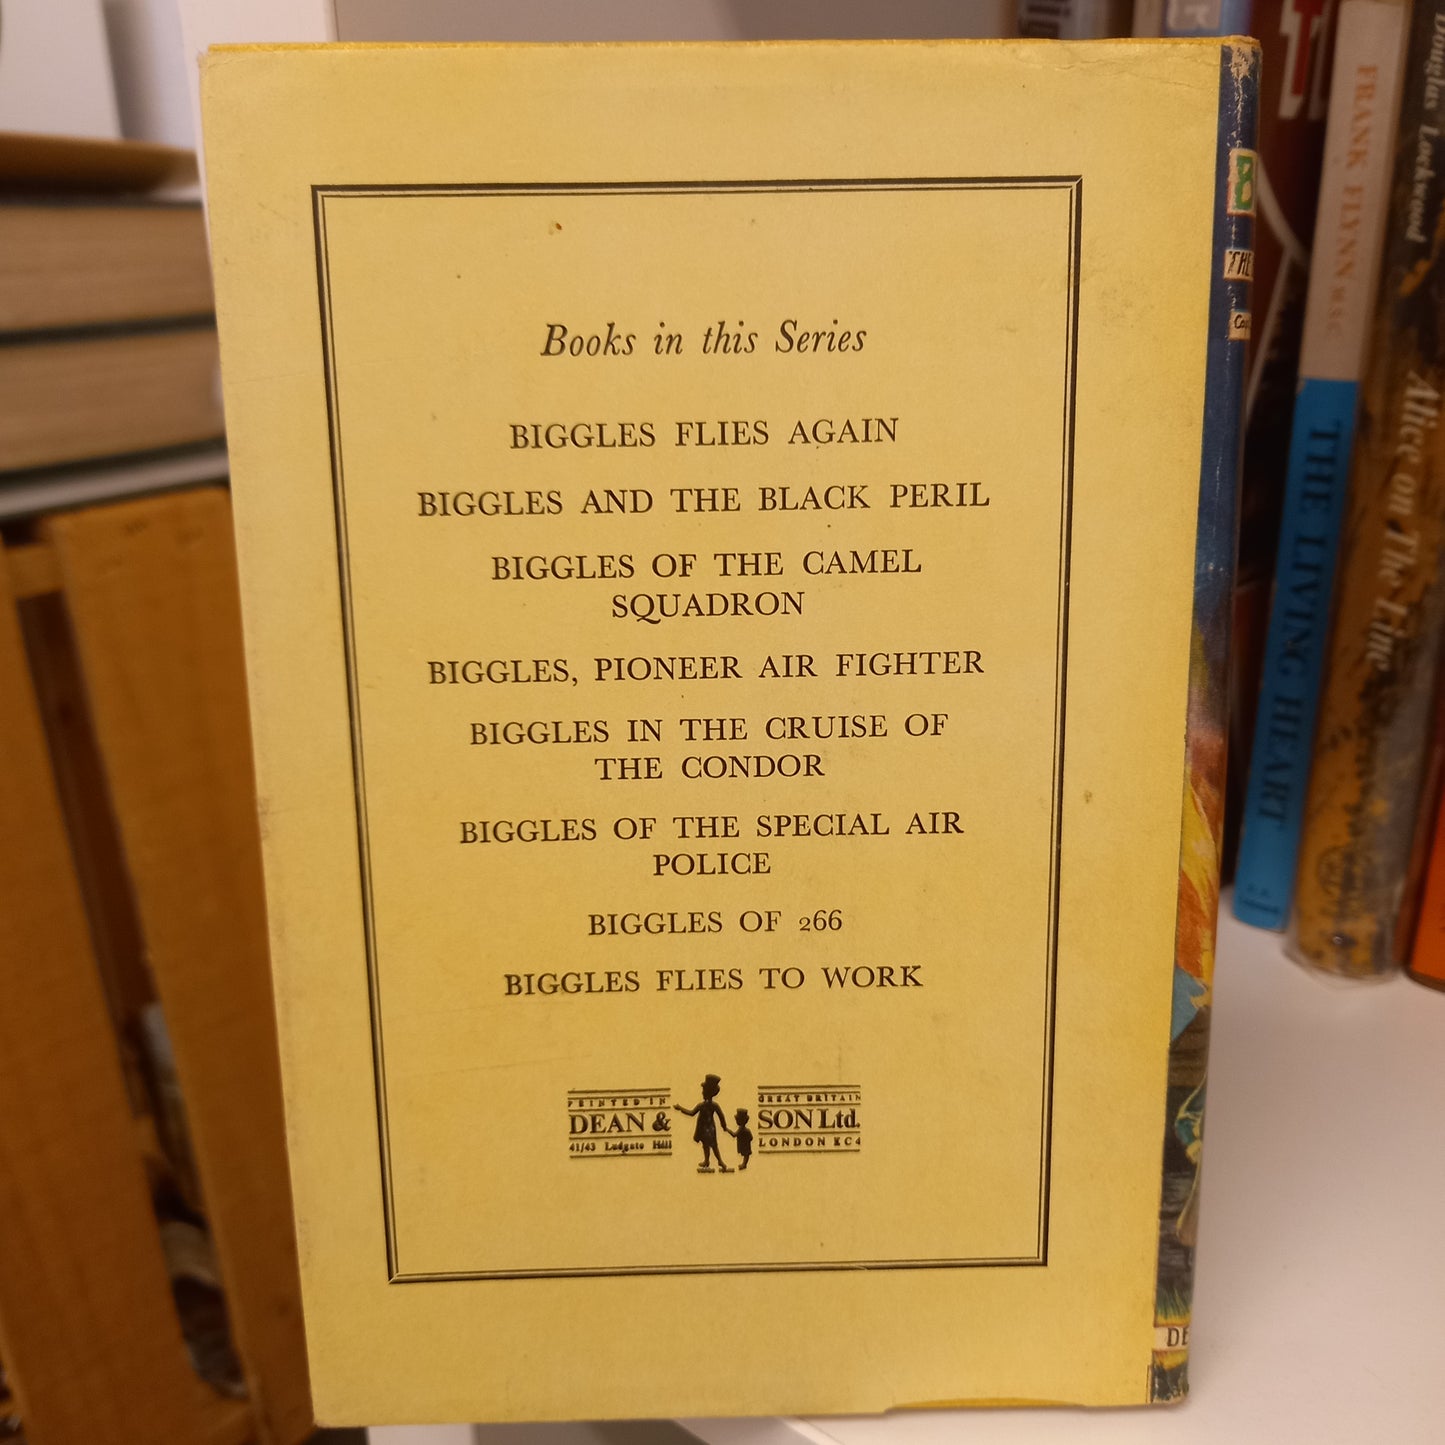 Books in this Series
BIGGLES FLIES AGAIN
BIGGLES AND THE BLACK PERIL
BIGGLES OF THE CAMEL
SQUADRON
BIGGLES, PIONEER AIR FIGHTER
BIGGLES IN THE CRUISE OF
THE CONDOR
BIGGLES OF THE SPECIAL AIR
POLICE
BIGGLES OF 266
BIGGLES FLIES TO WORK
PRINTED IN GREAT BRITAIN
DEAN & SON Ltd.
41/43 Ludgate Hill LONDON EC4
B
THE
DE
FRANK FLYNN M.S.C.
THE LIVING HEART
Douglas Lockwood
Alice on The Line